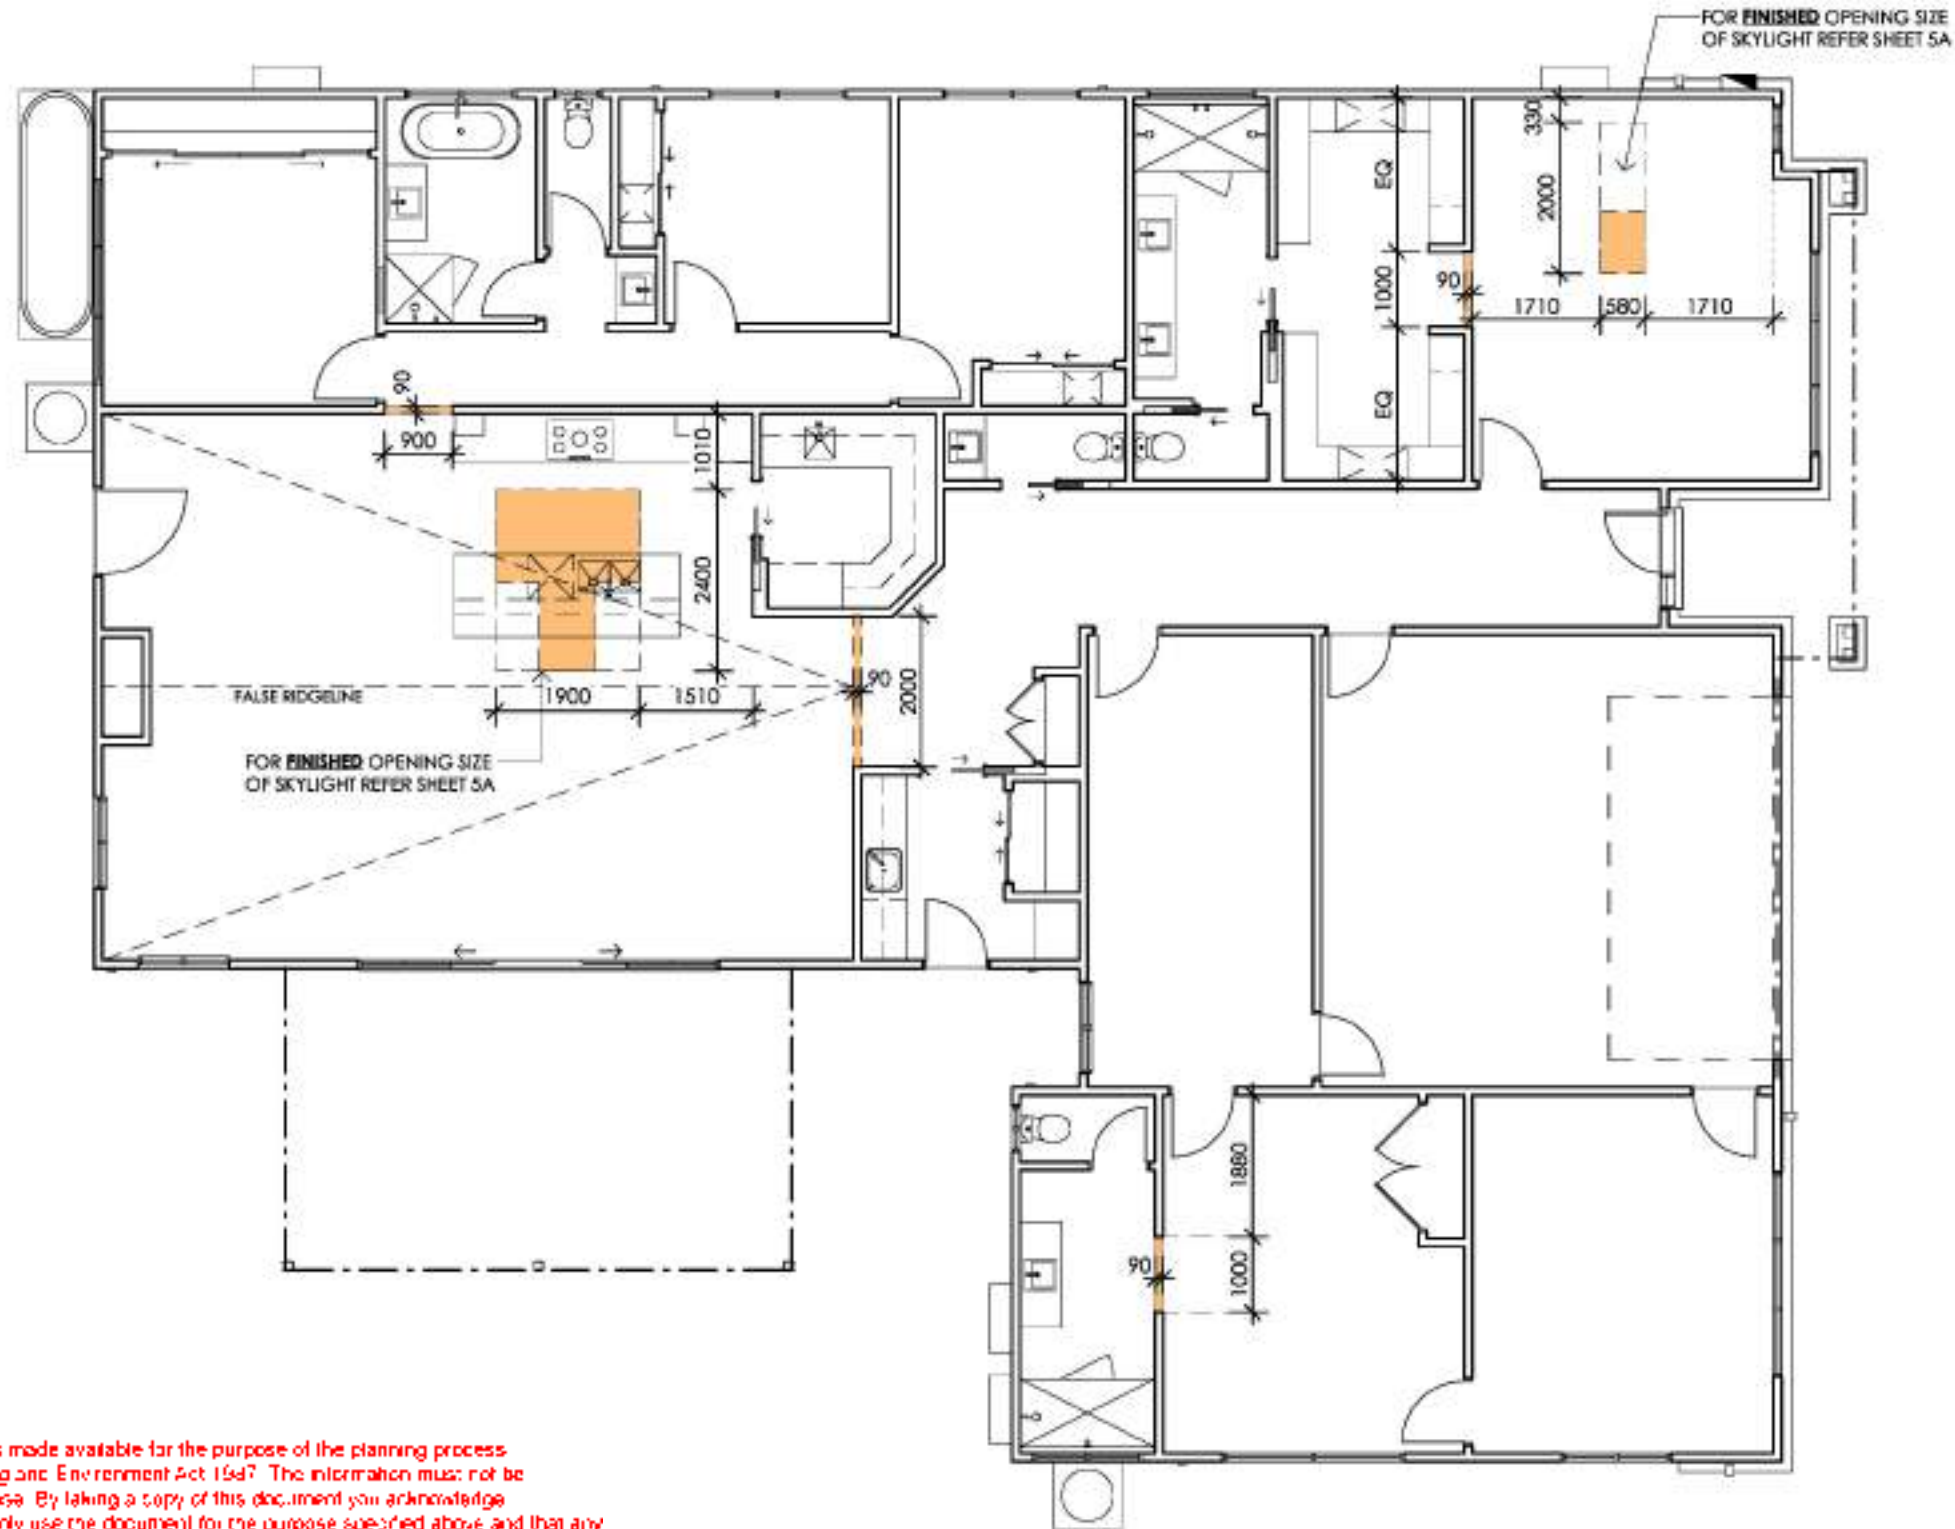 FOR FINISHED OPENING SIZE
OF SKYLIGHT REFER SHEET 5A
330
2000
EQ
1000
90
1710
580
1710
EQ
90
900
1010
2400
90
2000
FALSE RIDGELINE
1900
1510
FOR FINISHED OPENING SIZE
OF SKYLIGHT REFER SHEET 5A
1880
90
1000
made available for the purpose of the planning process
and Environment Act 1987. The information must not be
By taking a copy of this document you acknowledge
use the document for the purpose specified above and that any